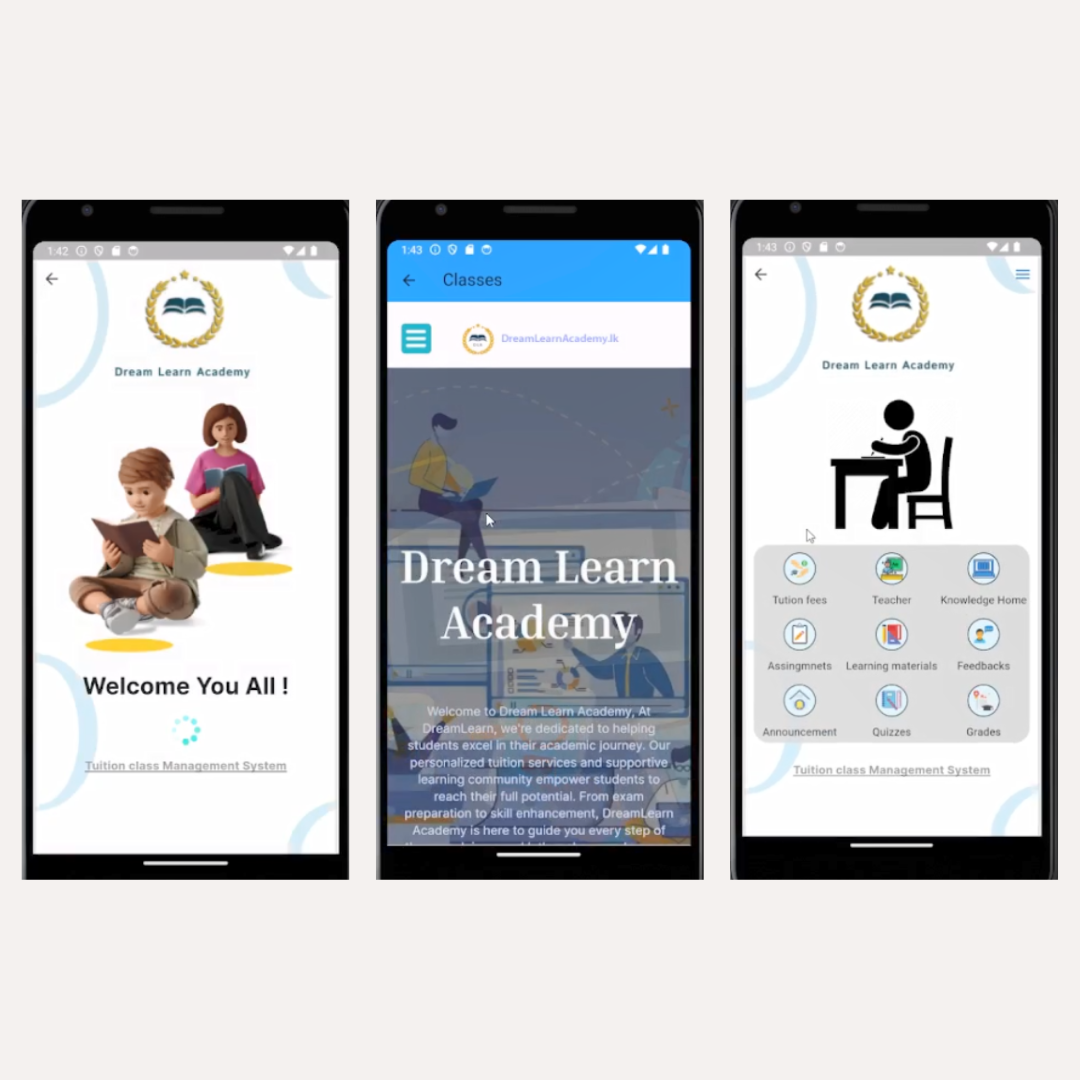 1:42
Dream Learn Academy
Welcome You All !
Tuition class Management System
1:43
Classes
DreamLearnAcademy.lk
Dream Learn
Academy
Welcome to Dream Learn Academy, At
DreamLearn, we're dedicated to helping
students excel in their academic journey. Our
personalized tuition services and supportive
learning community empower students to
reach their full potential. From exam
preparation to skill enhancement, DreamLearn
Academy is here to guide you every step of
1:43
Dream Learn Academy
Tution fees
Teacher
Knowledge Home
Assingmnets
Learning materials
Feedbacks
Announcement
Quizzes
Grades
Tuition class Management System